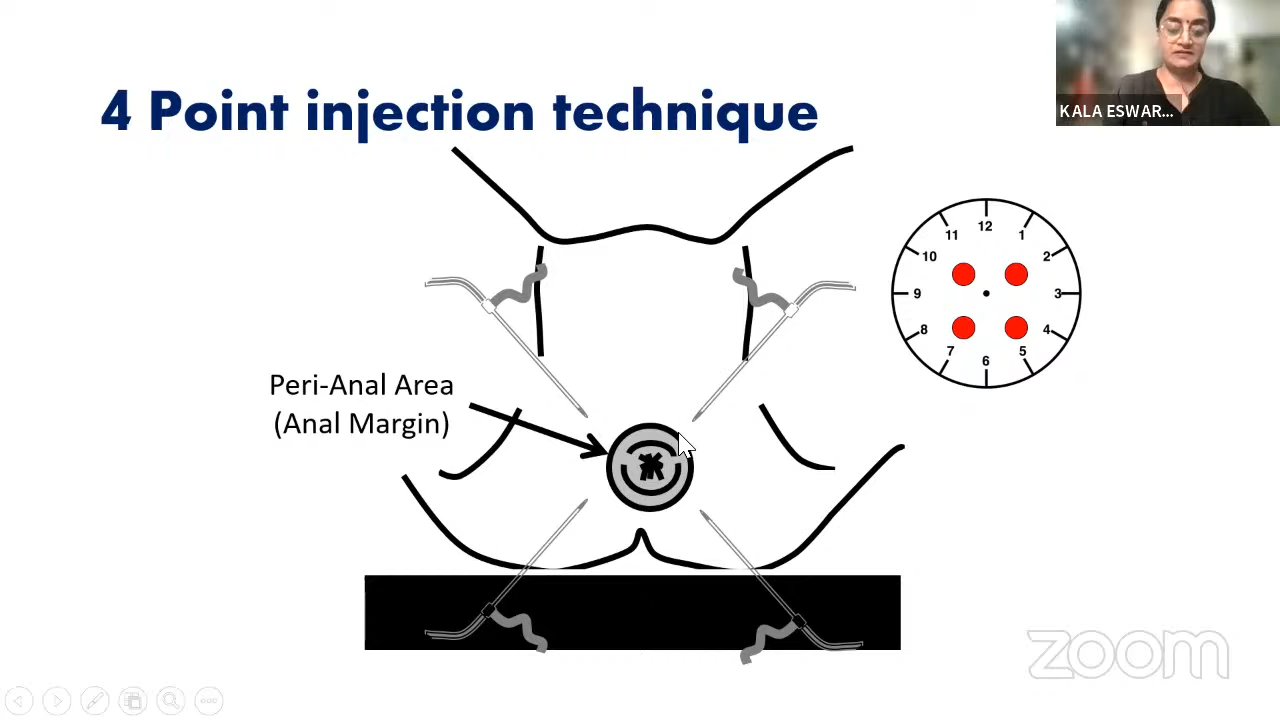 4 Point injection technique
KALA ESWAR...
12
11
1
10
2
9
3
8
4
7
5
6
Peri-Anal Area
(Anal Margin)
zoom